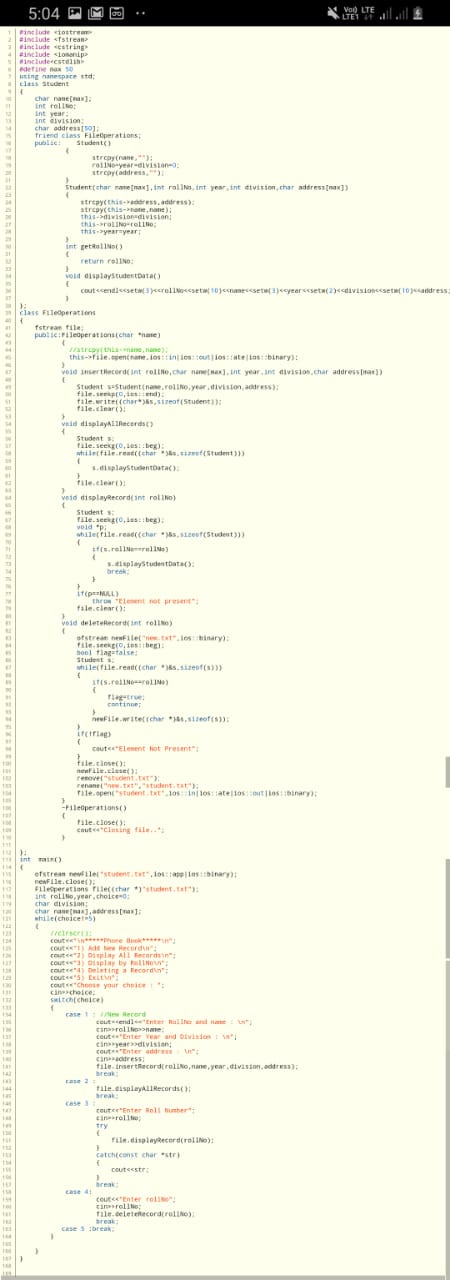 5:04
Vo) LTE
LTE1
1 #include <iostream>
2 #include <fstream>
3 #include <cstring>
4 #include <iomanip>
5 #include<cstdlib>
6 #define max 50
7 using namespace std;
8 class Student
9 {
10 char name[max];
11 int rollNo;
12 int year;
13 int division;
14 char address[50];
15 friend class FileOperations;
16 public: Student()
17 {
18 strcpy(name,"");
19 rollNo=year=division=0;
20 strcpy(address,"");
21 }
22 Student(char name[max],int rollNo,int year,int division,char address[max])
23 {
24 strcpy(this->address,address);
25 strcpy(this->name,name);
26 this->division=division;
27 this->rollNo=rollNo;
28 this->year=year;
29 }
30 int getRollNo()
31 {
32 return rollNo;
33 }
34 void displayStudentData()
35 {
36 cout<<endl<<setw(3)<<rollNo<<setw(10)<<name<<setw(3)<<year<<setw(2)<<division<<setw(10)<<address;
37 }
38 };
39 class FileOperations
40 {
41 fstream file;
42 public:FileOperations(char *name)
43 {
44 //strcpy(this->name,name);
45 this->file.open(name,ios::in|ios::out|ios::ate|ios::binary);
46 }
47 void insertRecord(int rollNo,char name[max],int year,int division,char address[max])
48 {
49 Student s=Student(name,rollNo,year,division,address);
50 file.seekp(0,ios::end);
51 file.write((char*)&s,sizeof(Student));
52 file.clear();
53 }
54 void displayAllRecords()
55 {
56 Student s;
57 file.seekg(0,ios::beg);
58 while(file.read((char *)&s,sizeof(Student)))
59 {
60 s.displayStudentData();
61 }
62 file.clear();
63 }
64 void displayRecord(int rollNo)
65 {
66 Student s;
67 file.seekg(0,ios::beg);
68 void *p;
69 while(file.read((char *)&s,sizeof(Student)))
70 {
71 if(s.rollNo==rollNo)
72 {
73 s.displayStudentData();
74 break;
75 }
76 }
77 if(p==NULL)
78 throw "Element not present";
79 file.clear();
80 }
81 void deleteRecord(int rollNo)
82 {
83 ofstream newFile("new.txt",ios::binary);
84 file.seekg(0,ios::beg);
85 bool flag=false;
86 Student s;
87 while(file.read((char *)&s,sizeof(s)))
88 {
89 if(s.rollNo==rollNo)
90 {
91 flag=true;
92 continue;
93 }
94 newFile.write((char *)&s,sizeof(s));
95 }
96 if(!flag)
97 {
98 cout<<"Element Not Present";
99 }
100 file.close();
101 newFile.close();
102 remove("student.txt");
103 rename("new.txt","student.txt");
104 file.open("student.txt",ios::in|ios::ate|ios::out|ios::binary);
105 }
106 ~FileOperations()
107 {
108 file.close();
109 cout<<"Closing file..";
110 }
111
112 };
113 int main()
114 {
115 ofstream newFile("student.txt",ios::app|ios::binary);
116 newFile.close();
117 FileOperations file((char *)"student.txt");
118 int rollNo,year,choice=0;
119 char division;
120 char name[max],address[max];
121 while(choice!=5)
122 {
123 //clrscr();
124 cout<<"\n*****Phone Book*****\n";
125 cout<<"1) Add New Record\n";
126 cout<<"2) Display All Records\n";
127 cout<<"3) Display by RollNo\n";
128 cout<<"4) Deleting a Record\n";
129 cout<<"5) Exit\n";
130 cout<<"Choose your choice : ";
131 cin>>choice;
132 switch(choice)
133 {
134 case 1 : //New Record
135 cout<<endl<<"Enter RollNo and name : \n";
136 cin>>rollNo>>name;
137 cout<<"Enter Year and Division : \n";
138 cin>>year>>division;
139 cout<<"Enter address : \n";
140 cin>>address;
141 file.insertRecord(rollNo,name,year,division,address);
142 break;
143 case 2 :
144 file.displayAllRecords();
145 break;
146 case 3 :
147 cout<<"Enter Roll Number";
148 cin>>rollNo;
149 try
150 {
151 file.displayRecord(rollNo);
152 }
153 catch(const char *str)
154 {
155 cout<<str;
156 }
157 break;
158 case 4:
159 cout<<"Enter rollNo";
160 cin>>rollNo;
161 file.deleteRecord(rollNo);
162 break;
163 case 5 :break;
164 }
165
166 }
167 }
168
169